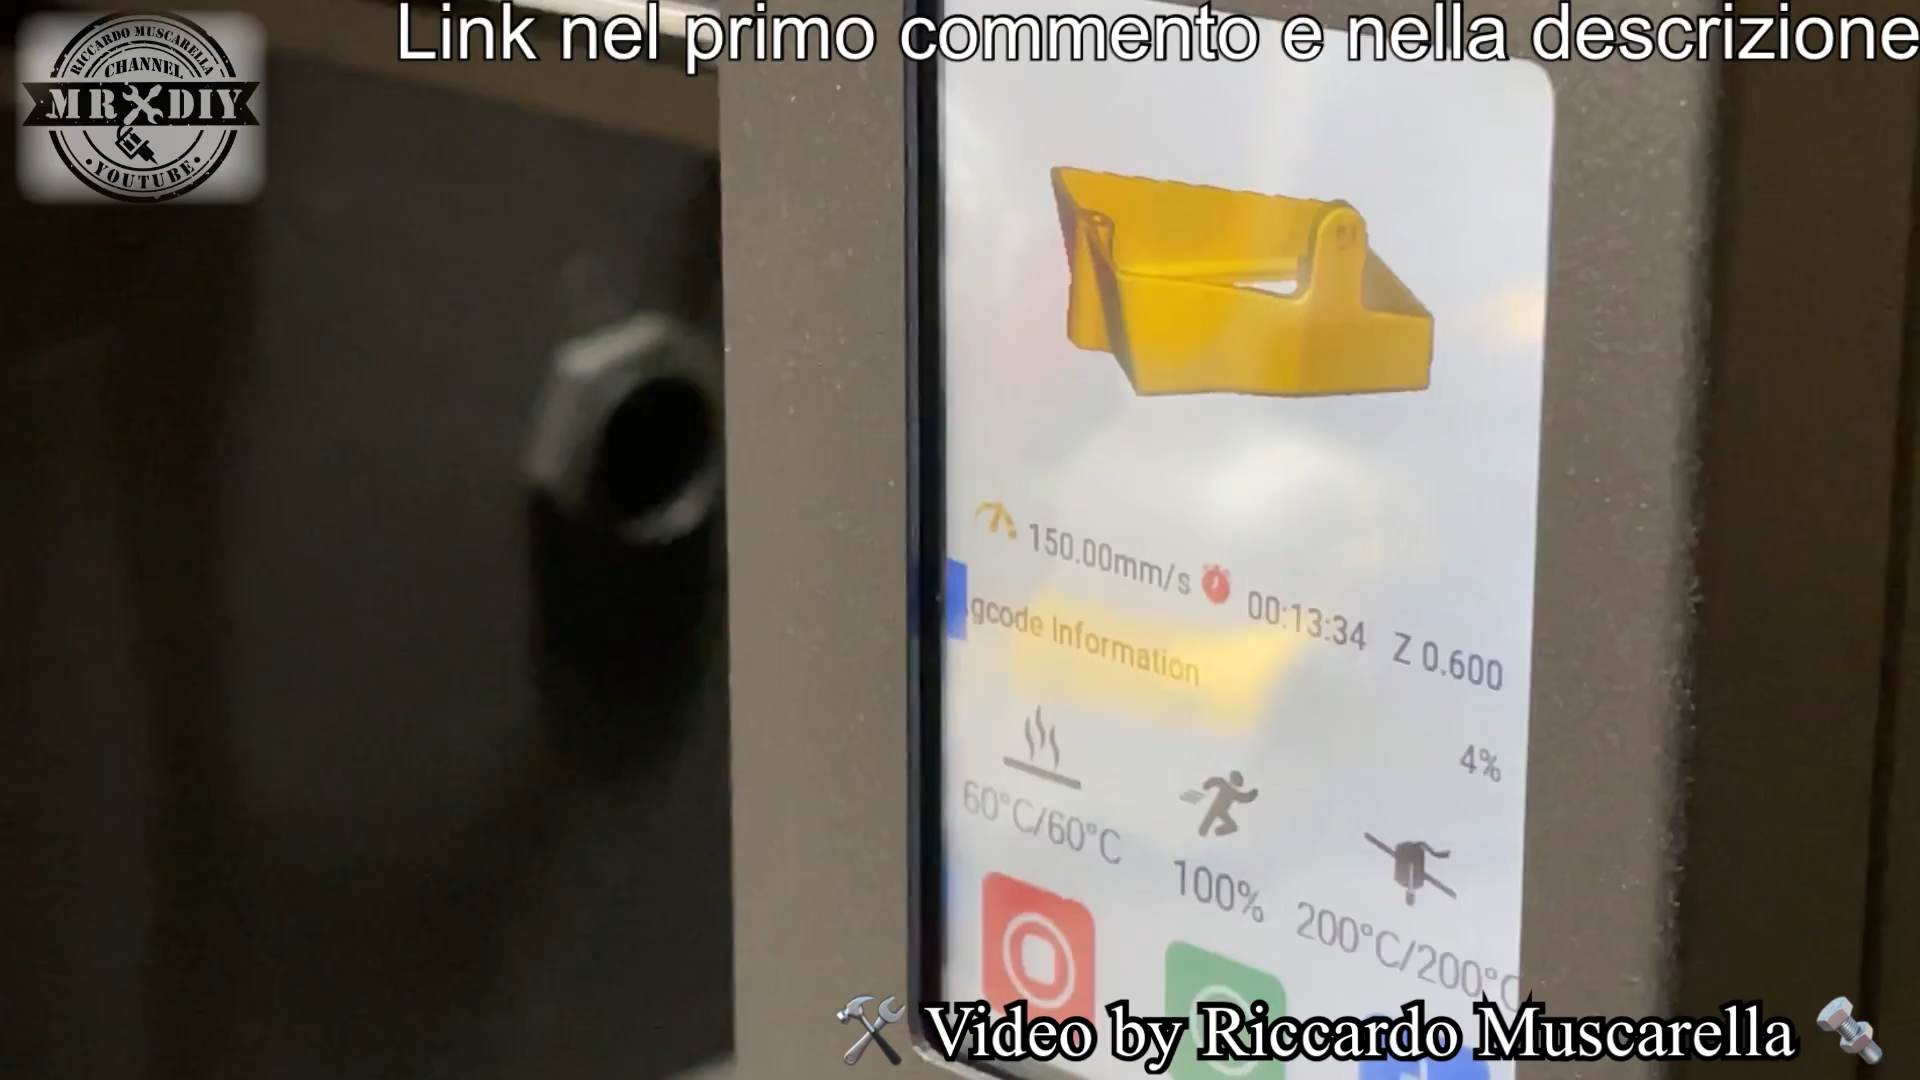 Link nel primo commento e nella descrizione
RICCARDO MUSCARELLA
CHANNEL
MR DIY
YOUTUBE
150.00mm/s 00:13:34 Z 0.600
.gcode Information
4%
60°C/60°C
100%
200°C/200°C
Video by Riccardo Muscarella